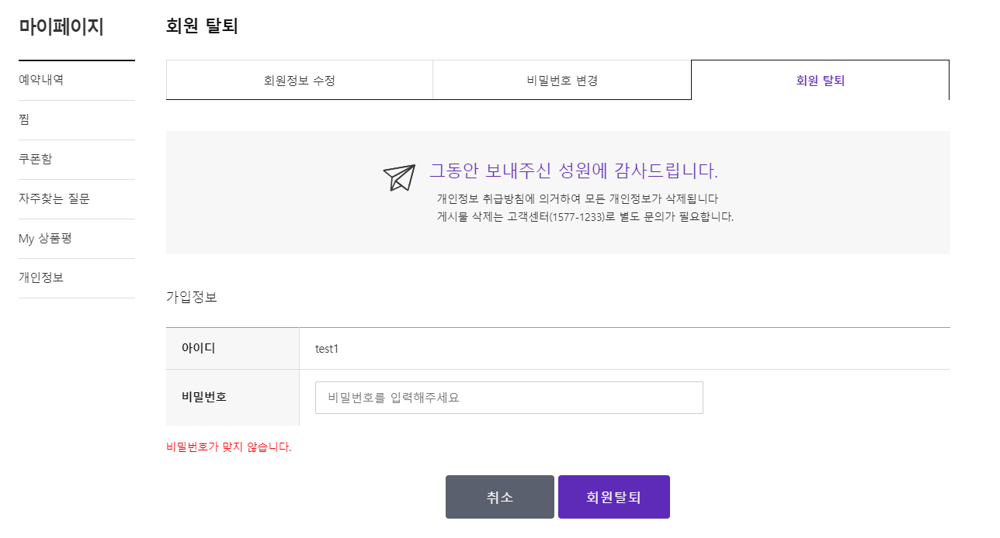 마이페이지
예약내역
찜
쿠폰함
자주찾는 질문
My 상품평
개인정보
회원 탈퇴
회원정보 수정
비밀번호 변경
회원 탈퇴
그동안 보내주신 성원에 감사드립니다.
개인정보 취급방침에 의거하여 모든 개인정보가 삭제됩니다
게시물 삭제는 고객센터(1577-1233)로 별도 문의가 필요합니다.
가입정보
아이디 test1
비밀번호 비밀번호를 입력해주세요
비밀번호가 맞지 않습니다.
취소 회원탈퇴